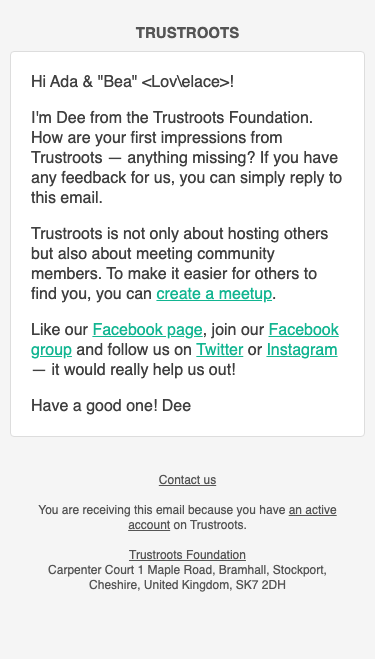 TRUSTROOTS
Hi Ada & "Bea" <Lov\elace>!
I'm Dee from the Trustroots Foundation.
How are your first impressions from
Trustroots — anything missing? If you have
any feedback for us, you can simply reply to
this email.
Trustroots is not only about hosting others
but also about meeting community
members. To make it easier for others to
find you, you can create a meetup.
Like our Facebook page, join our Facebook
group and follow us on Twitter or Instagram
— it would really help us out!
Have a good one! Dee
Contact us
You are receiving this email because you have an active
account on Trustroots.
Trustroots Foundation
Carpenter Court 1 Maple Road, Bramhall, Stockport,
Cheshire, United Kingdom, SK7 2DH